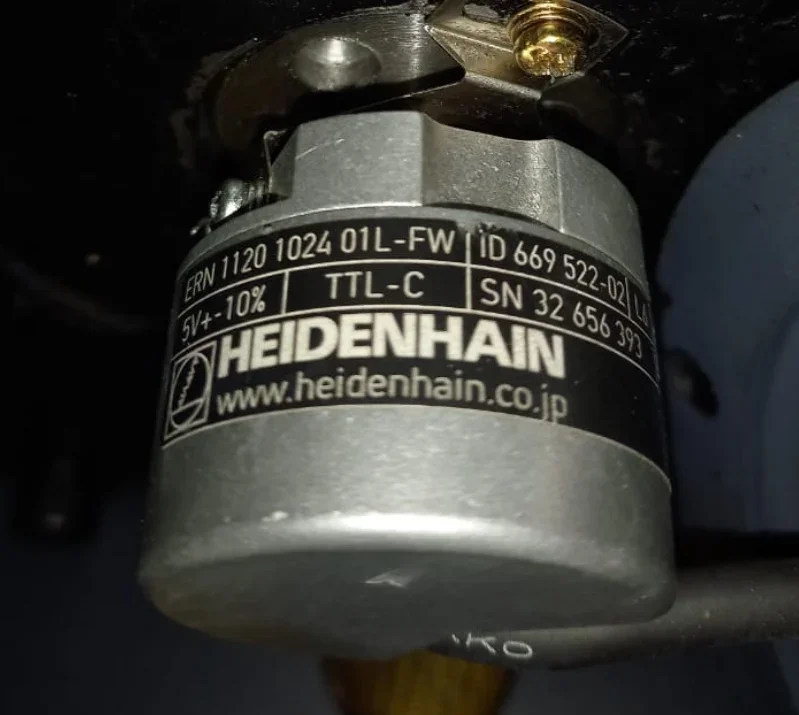 ERN 1120 1024 01L-FW ID 669 522-02
5V+-10% TTL-C SN 32 656 393
HEIDENHAIN
www.heidenhain.co.jp